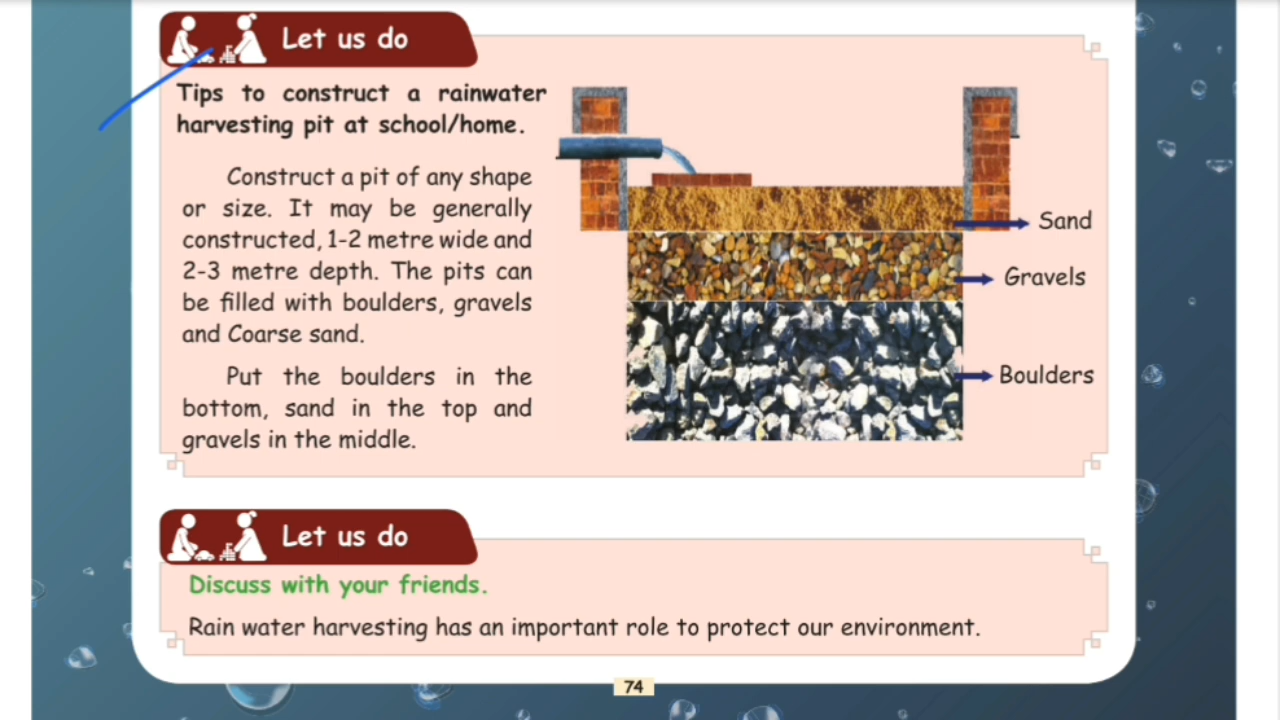 Let us do
Tips to construct a rainwater
harvesting pit at school/home.
Construct a pit of any shape
or size. It may be generally
constructed, 1-2 metre wide and
2-3 metre depth. The pits can
be filled with boulders, gravels
and Coarse sand.
Put the boulders in the
bottom, sand in the top and
gravels in the middle.
Sand
Gravels
Boulders
Let us do
Discuss with your friends.
Rain water harvesting has an important role to protect our environment.
74